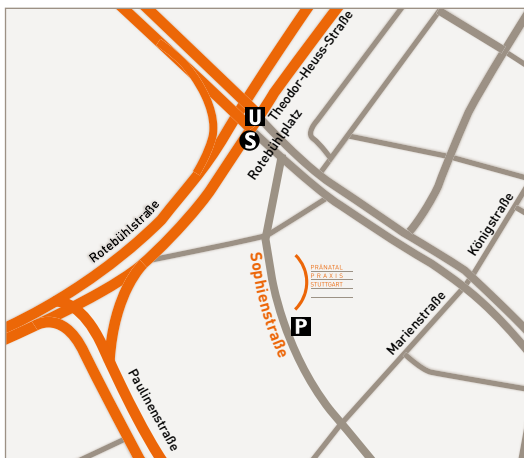 Theodor-Heuss-Straße
U
S
Rotebühlplatz
Rotebühlstraße
Königstraße
Sophienstraße
PRÄNATAL
PRAXIS
STUTTGART
P
Marienstraße
Paulinenstraße